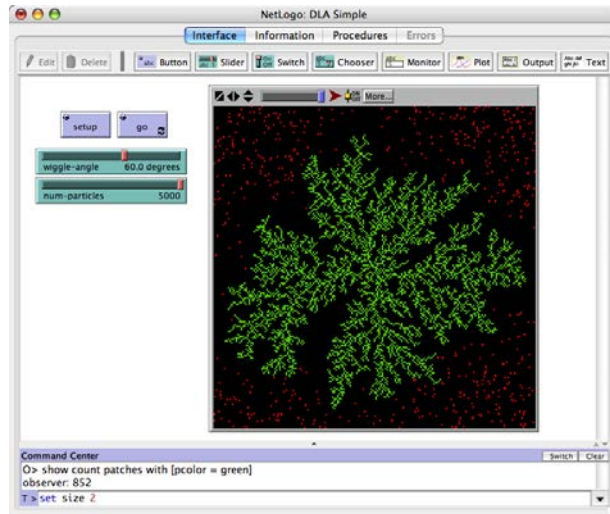 NetLogo: DLA Simple
Interface Information Procedures Errors
Edit Delete abc Button Slider Switch Chooser Monitor Plot Output Text
More...
setup go
wiggle-angle 60.0 degrees
num-particles 5000
Command Center Switch Clear
O> show count patches with [pcolor = green]
observer: 852
T> set size 2